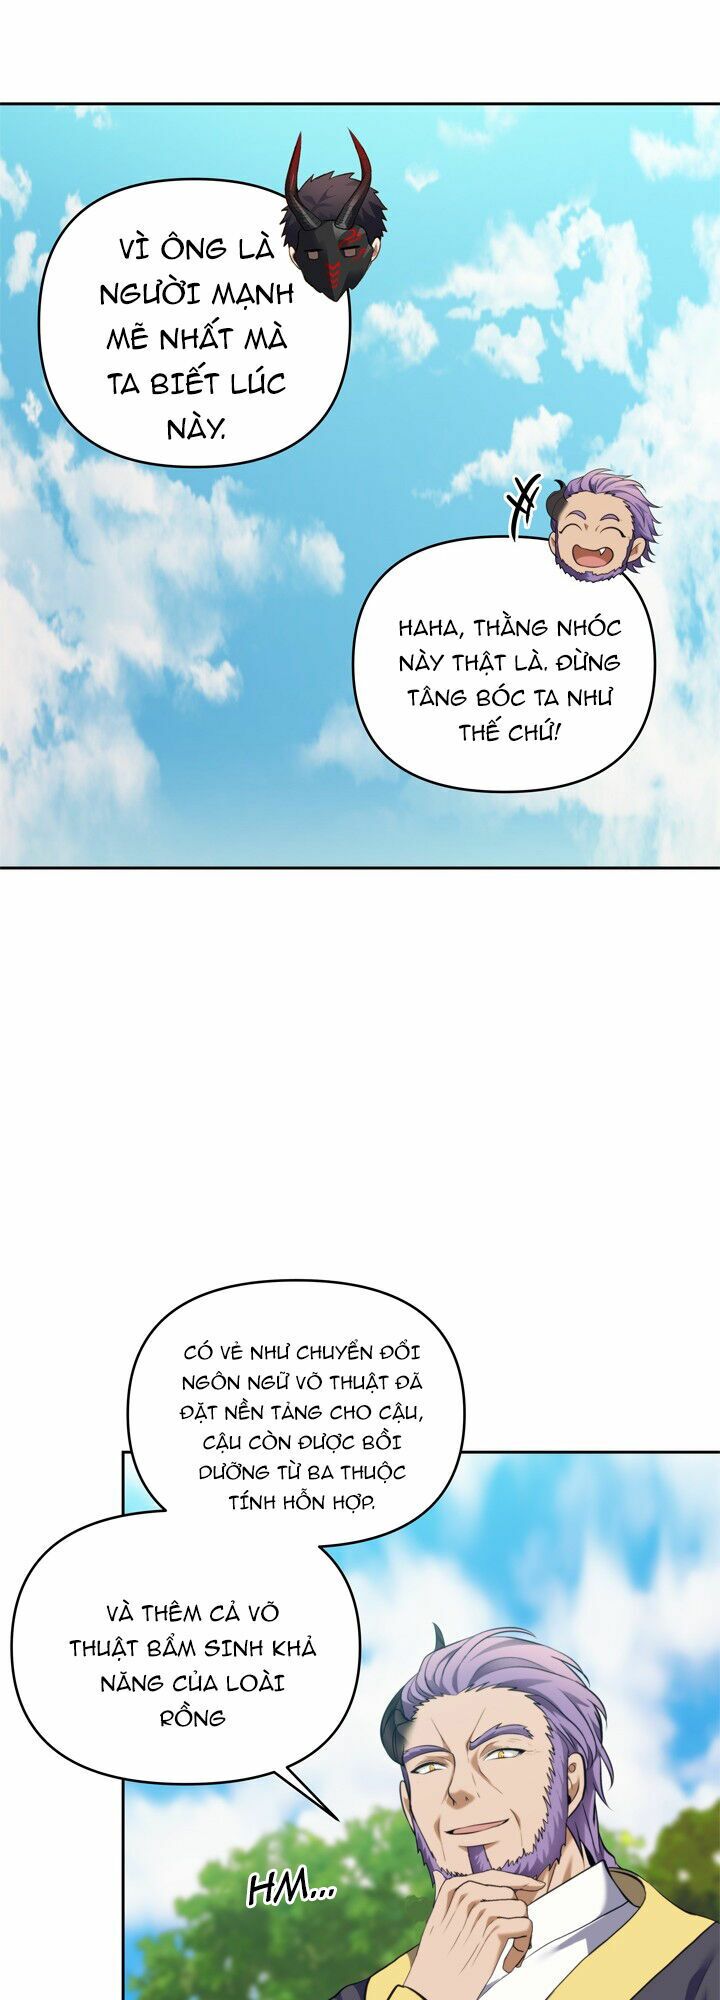 VÌ ÔNG LÀ
NGƯỜI MẠNH
MẼ NHẤT MÀ
TA BIẾT LÚC
NÀY.
HAHA, THẰNG NHÓC
NÀY THẬT LÀ. ĐỪNG
TÂNG BÓC TA NHƯ
THẾ CHỨ!
CÓ VẺ NHƯ CHUYỂN ĐỔI
NGÔN NGỮ VÕ THUẬT ĐÃ
ĐẶT NỀN TẢNG CHO CẬU,
CẬU CÒN ĐƯỢC BỒI
DƯỠNG TỪ BA THUỘC
TÍNH HỖN HỢP.
VÀ THÊM CẢ VÕ
THUẬT BẨM SINH KHẢ
NĂNG CỦA LOÀI
RỒNG
HM...